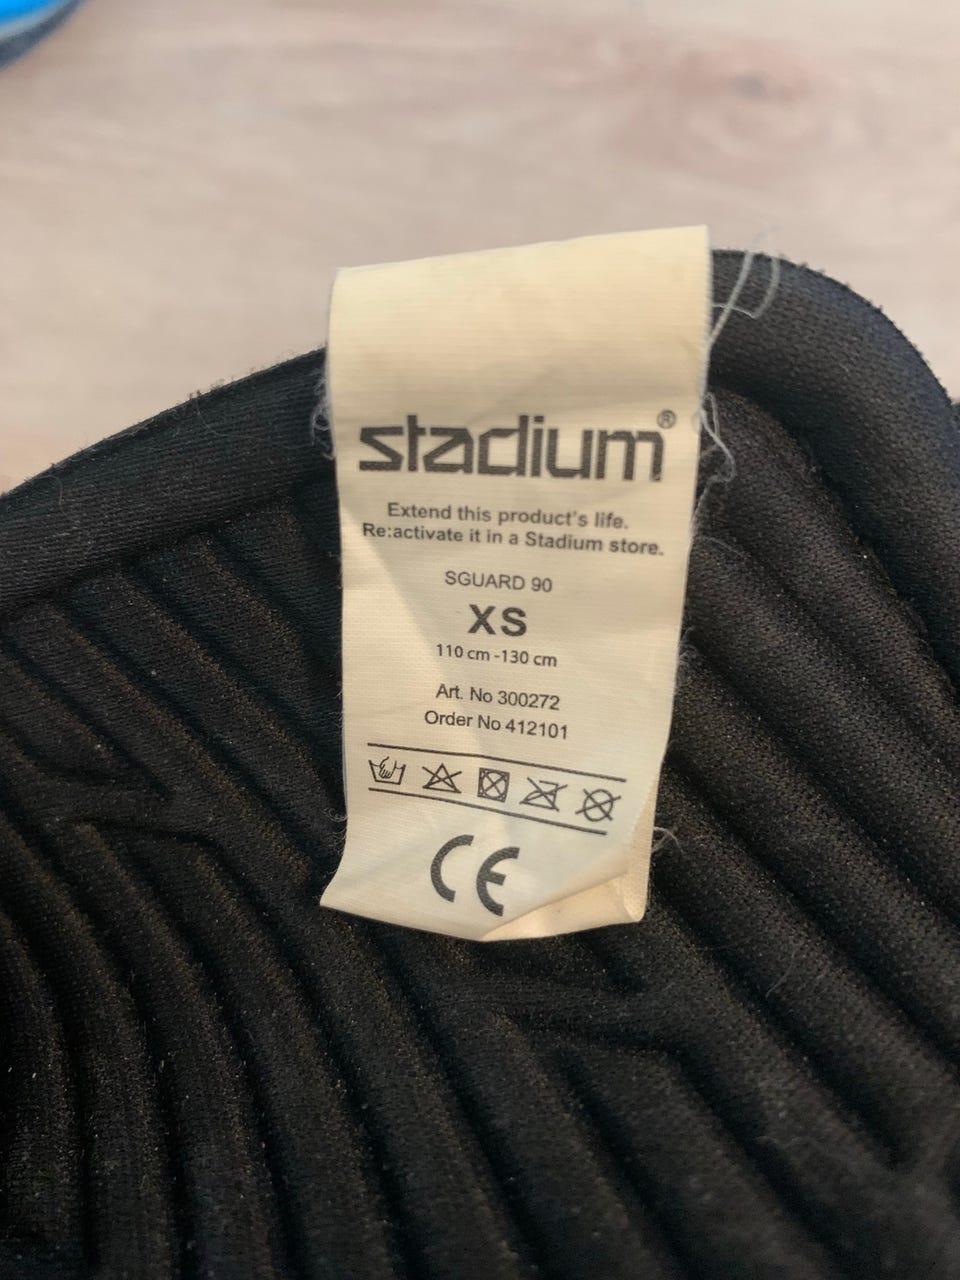 stadium®
Extend this product's life.
Re:activate it in a Stadium store.
SGUARD 90
XS
110 cm -130 cm
Art. No 300272
Order No 412101
CE